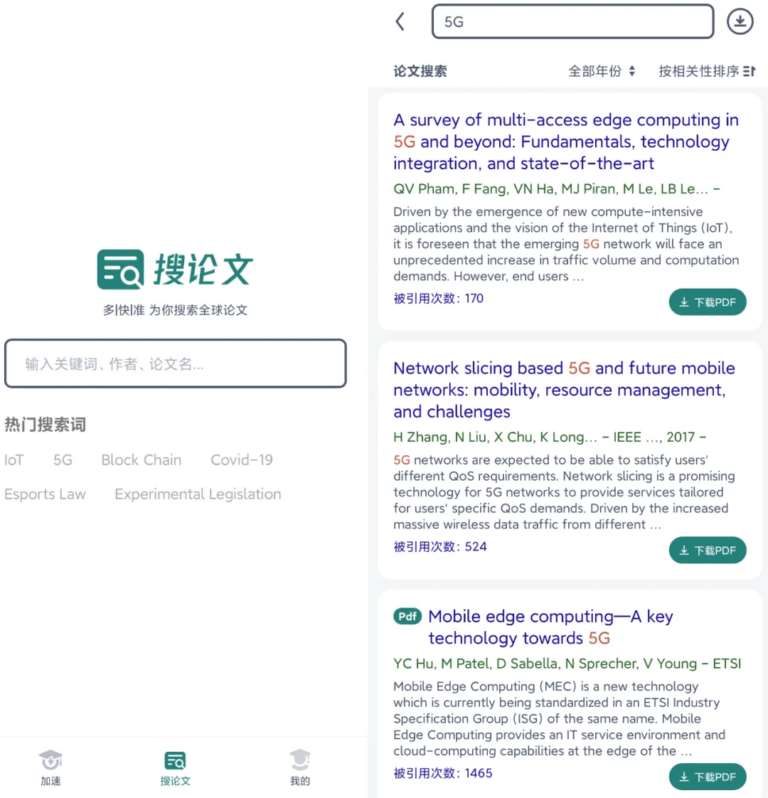 搜论文
多|快|准 为你搜索全球论文
输入关键词、作者、论文名...
热门搜索词
IoT 5G Block Chain Covid-19
Esports Law Experimental Legislation
加速 搜论文 我的
5G
论文搜索 全部年份 按相关性排序
A survey of multi-access edge computing in
5G and beyond: Fundamentals, technology
integration, and state-of-the-art
QV Pham, F Fang, VN Ha, MJ Piran, M Le, LB Le... -
Driven by the emergence of new compute-intensive
applications and the vision of the Internet of Things (IoT),
it is foreseen that the emerging 5G network will face an
unprecedented increase in traffic volume and computation
demands. However, end users ...
被引用次数: 170
下载PDF
Network slicing based 5G and future mobile
networks: mobility, resource management,
and challenges
H Zhang, N Liu, X Chu, K Long... - IEEE ..., 2017 -
5G networks are expected to be able to satisfy users'
different QoS requirements. Network slicing is a promising
technology for 5G networks to provide services tailored
for users' specific QoS demands. Driven by the increased
massive wireless data traffic from different ...
被引用次数: 524
下载PDF
Pdf Mobile edge computing—A key
technology towards 5G
YC Hu, M Patel, D Sabella, N Sprecher, V Young - ETSI
Mobile Edge Computing (MEC) is a new technology
which is currently being standardized in an ETSI Industry
Specification Group (ISG) of the same name. Mobile
Edge Computing provides an IT service environment and
cloud-computing capabilities at the edge of the ...
被引用次数: 1465
下载PDF